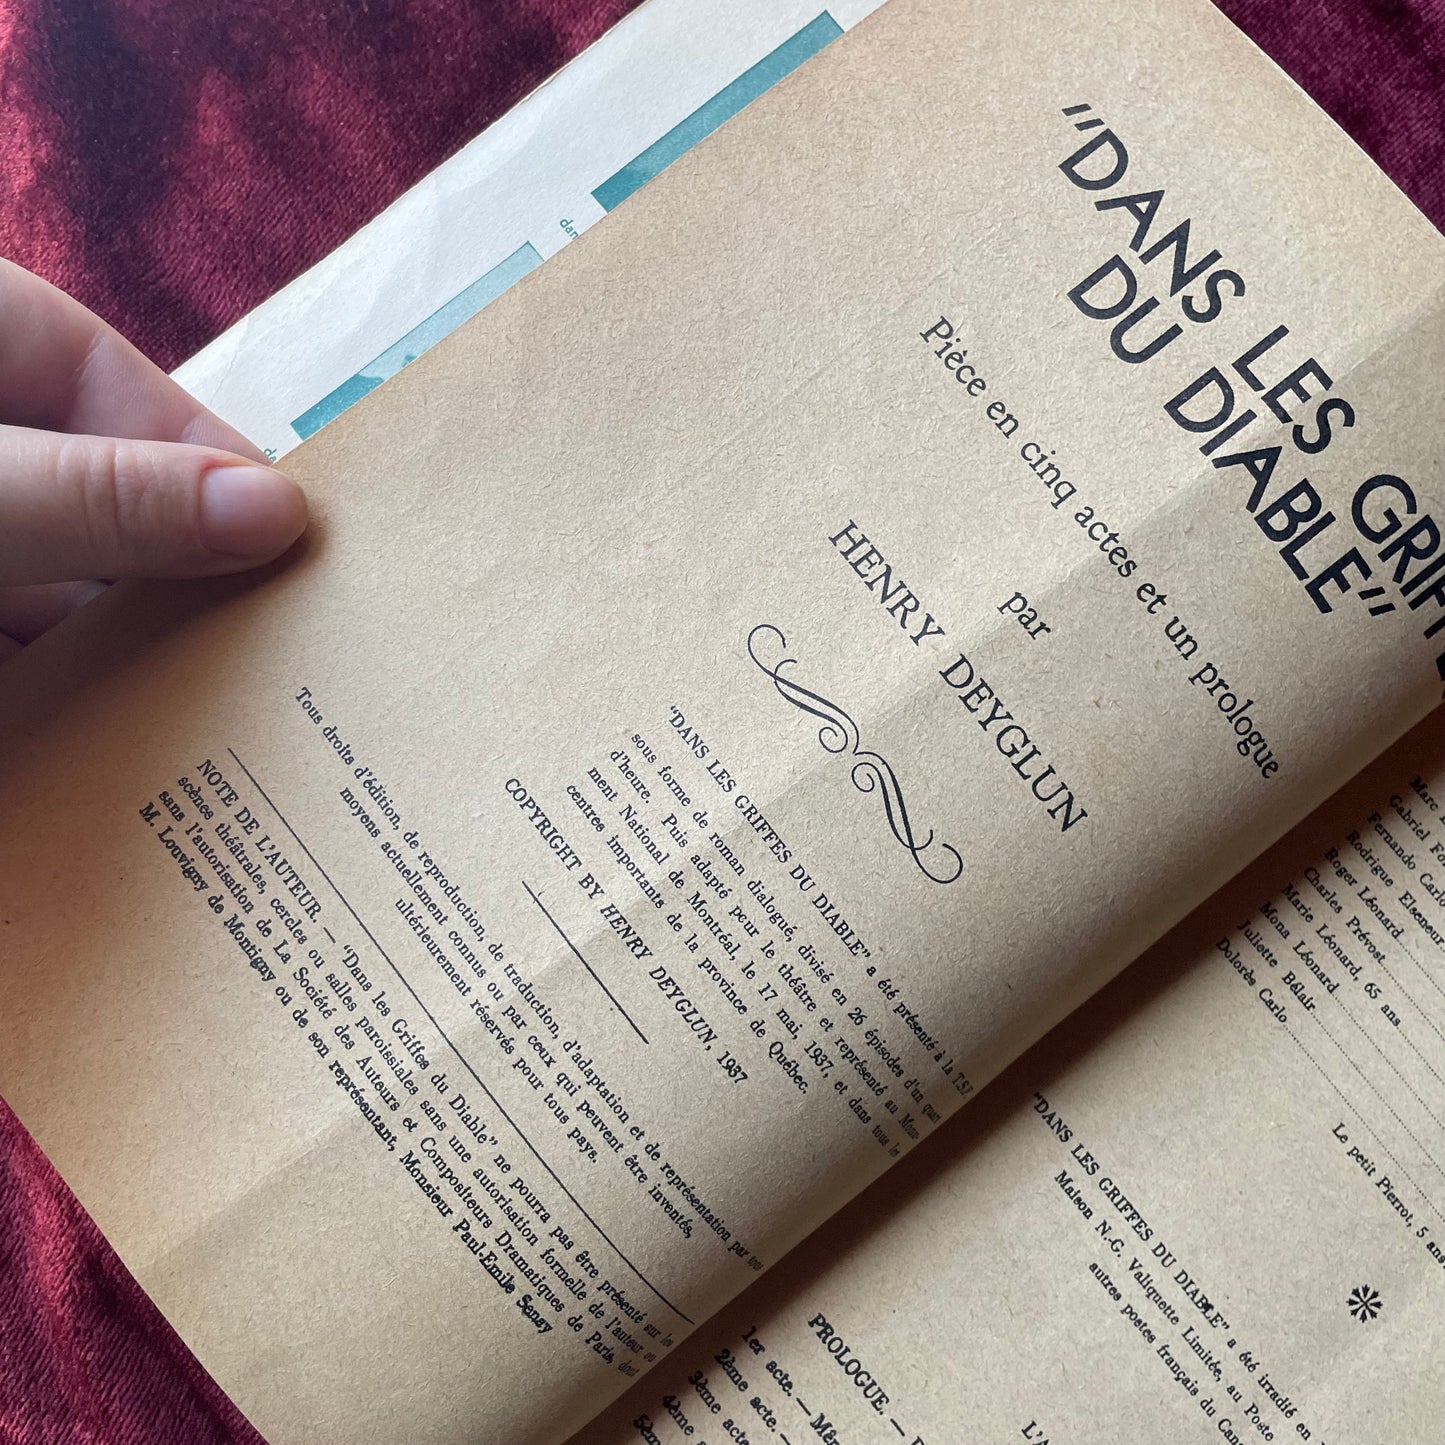 "DANS LES
DU DIABLE"
Pièce en cinq actes et un prologue
par
HENRY DEYGLUN
"DANS LES GRIFFES DU DIABLE" a été présenté à la T.S.F.
sous forme de roman dialogué, divisé en 26 épisodes d'un quart
d'heure. Puis adapté pour le théâtre et représenté au Monu-
ment National de Montréal, le 17 mai, 1937, et dans tous les
centres importants de la province de Québec.
COPYRIGHT BY HENRY DEYGLUN, 1937
Tous droits d'édition, de reproduction, de traduction, d'adaptation et de représentation par tous
moyens actuellement connus ou par ceux qui peuvent être inventés,
ultérieurement réservés pour tous pays.
NOTE DE L'AUTEUR. — "Dans les Griffes du Diable" ne pourra pas être présenté sur les
scènes théâtrales, cercles ou salles paroissiales sans une autorisation formelle de l'auteur ou
sans l'autorisation de La Société des Auteurs et Compositeurs Dramatiques de Paris, dont
M. Louvigny de Montigny ou de son représentant, Monsieur Paul-Emile Senay
Marc
Gabriel
Fernando Carlo
Rodrigue Elseneur
Roger Léonard
Charles Prévost
Marie Léonard, 65 ans
Mona Léonard
Juliette Bélair
Dolorès Carlo
Le petit Pierrot, 5 ans
"DANS LES GRIFFES DU DIABLE" a été irradié en
Maison N.-G. Valiquette Limitée, au Poste
autres postes français du
PROLOGUE. —
1er acte. —
2ème acte. —
3ème acte
4ème
5ème